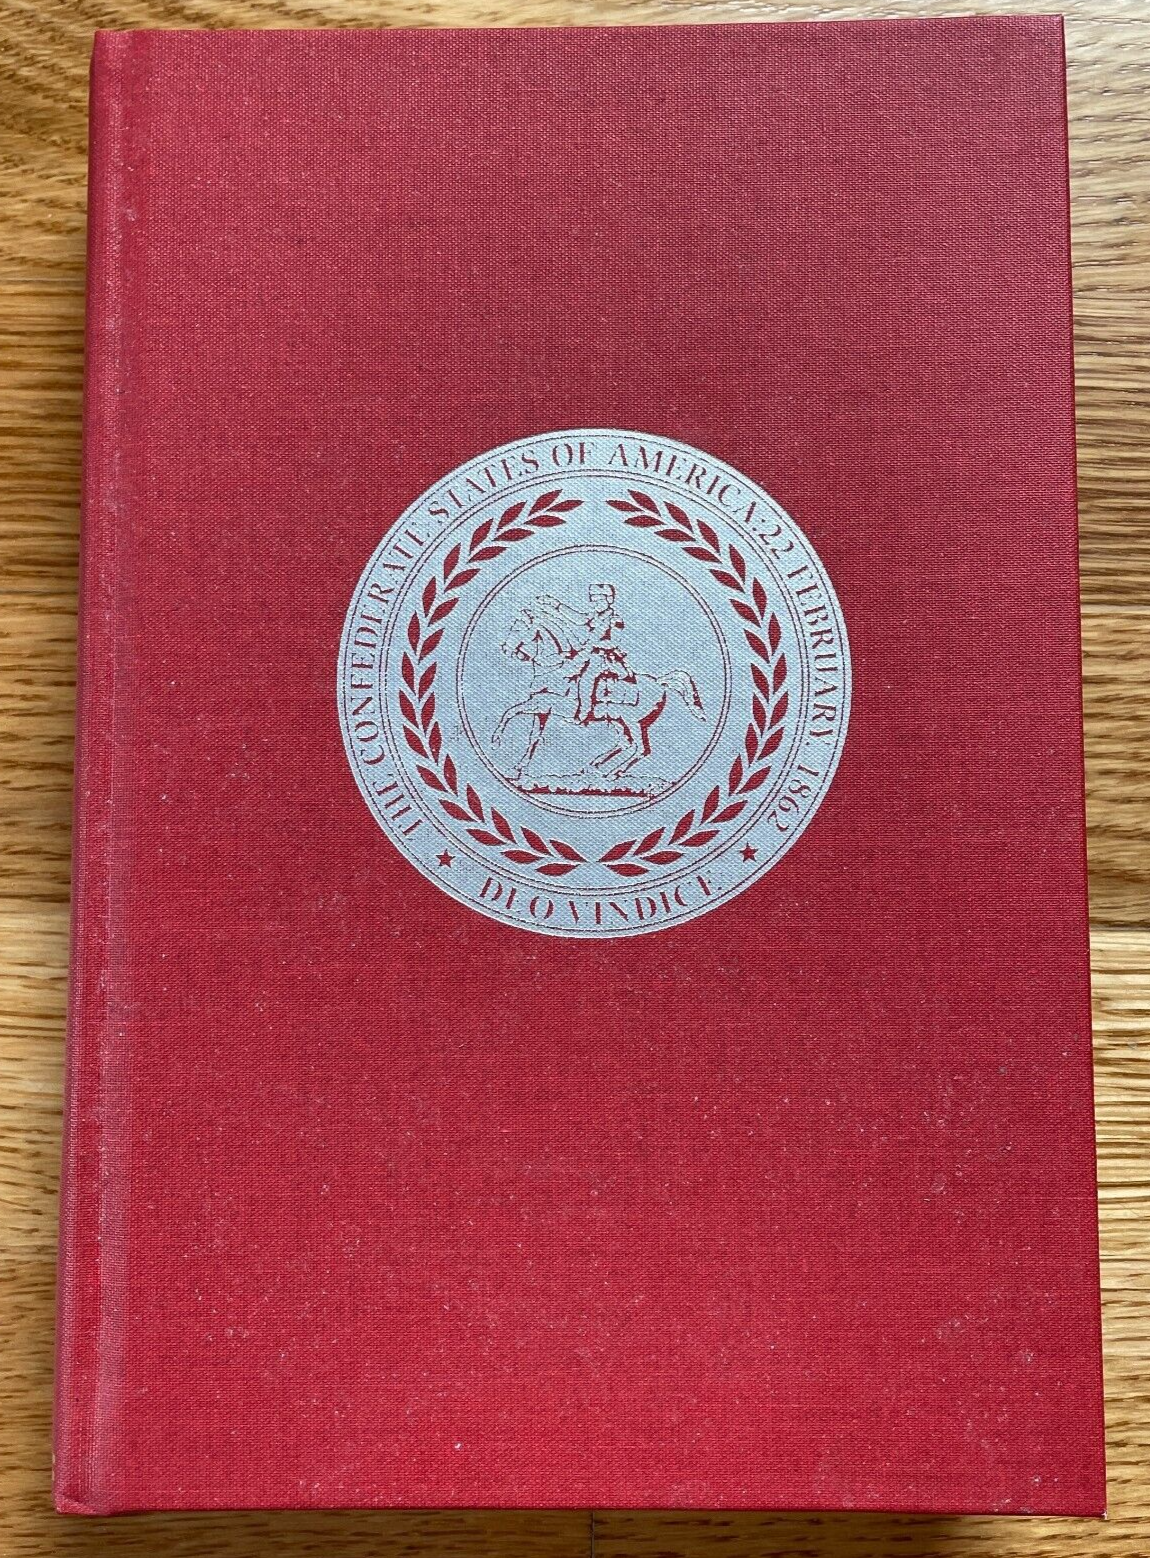 THE CONFEDERATE STATES OF AMERICA: 22 FEBRUARY, 1862
DEO VINDICE